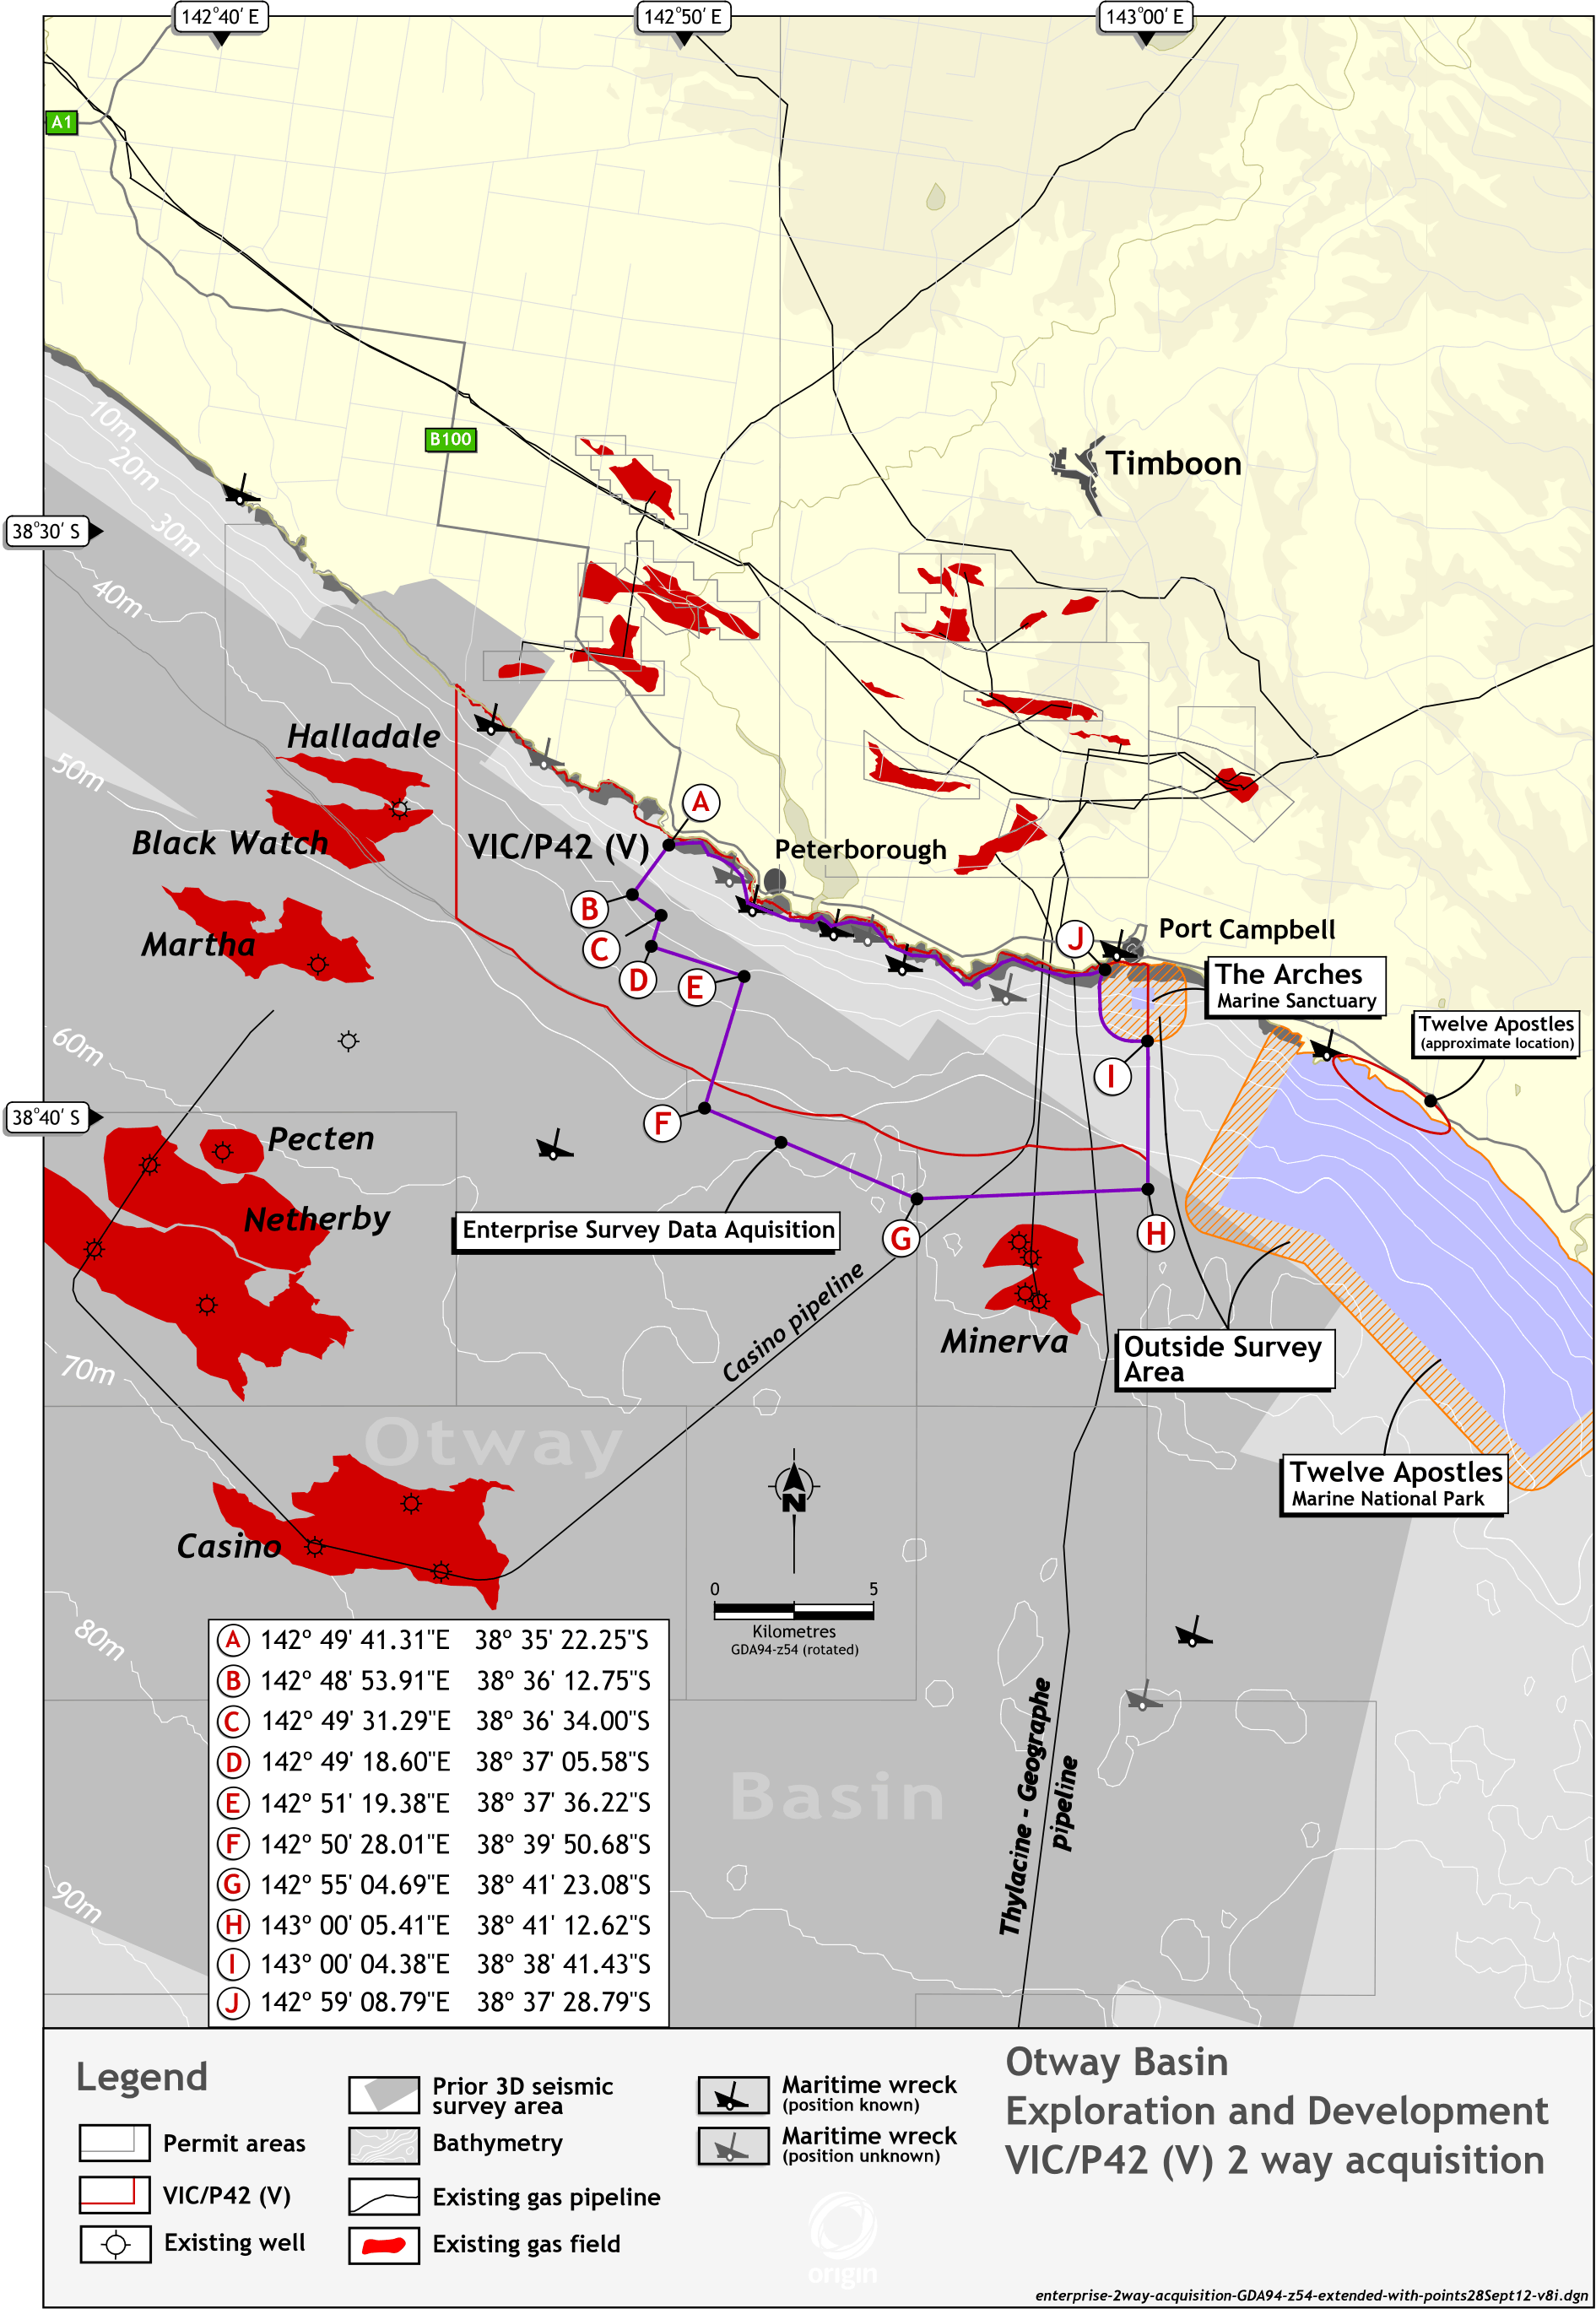 142°40' E
142°50' E
143°00' E
A1
B100
Timboon
10m
20m
30m
38°30' S
40m
Halladale
50m
Black Watch
VIC/P42 (V)
A
Peterborough
B
C
D
E
Martha
J
Port Campbell
The Arches
Marine Sanctuary
Twelve Apostles
(approximate location)
60m
I
38°40' S
F
Pecten
Netherby
Enterprise Survey Data Aquisition
G
H
Casino pipeline
Minerva
Outside Survey
Area
70m
Otway
N
Twelve Apostles
Marine National Park
Casino
0 5
Kilometres
GDA94-z54 (rotated)
80m
Basin
Thylacine - Geographe
pipeline
90m
A 142° 49' 41.31"E 38° 35' 22.25"S
B 142° 48' 53.91"E 38° 36' 12.75"S
C 142° 49' 31.29"E 38° 36' 34.00"S
D 142° 49' 18.60"E 38° 37' 05.58"S
E 142° 51' 19.38"E 38° 37' 36.22"S
F 142° 50' 28.01"E 38° 39' 50.68"S
G 142° 55' 04.69"E 38° 41' 23.08"S
H 143° 00' 05.41"E 38° 41' 12.62"S
I 143° 00' 04.38"E 38° 38' 41.43"S
J 142° 59' 08.79"E 38° 37' 28.79"S
Legend
Permit areas
VIC/P42 (V)
Existing well
Prior 3D seismic
survey area
Bathymetry
Existing gas pipeline
Existing gas field
Maritime wreck
(position known)
Maritime wreck
(position unknown)
origin
Otway Basin
Exploration and Development
VIC/P42 (V) 2 way acquisition
enterprise-2way-acquisition-GDA94-z54-extended-with-points28Sept12-v8i.dgn